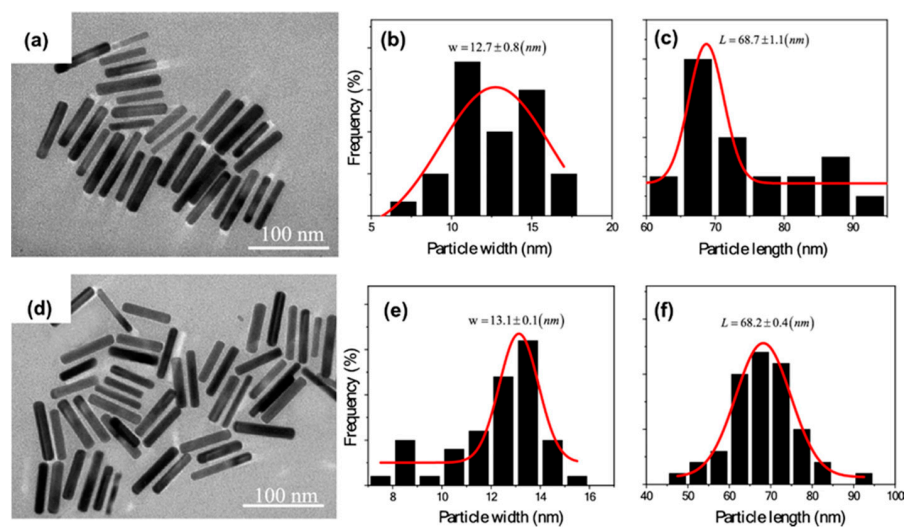 (a)
100 nm
(b)
w = 12.7 ± 0.8 (nm)
Frequency (%)
5 10 15 20
Particle width (nm)
(c)
L = 68.7 ± 1.1 (nm)
60 70 80 90
Particle length (nm)
(d)
100 nm
(e)
w = 13.1 ± 0.1 (nm)
Frequency (%)
8 10 12 14 16
Particle width (nm)
(f)
L = 68.2 ± 0.4 (nm)
40 50 60 70 80 90 100
Particle length (nm)